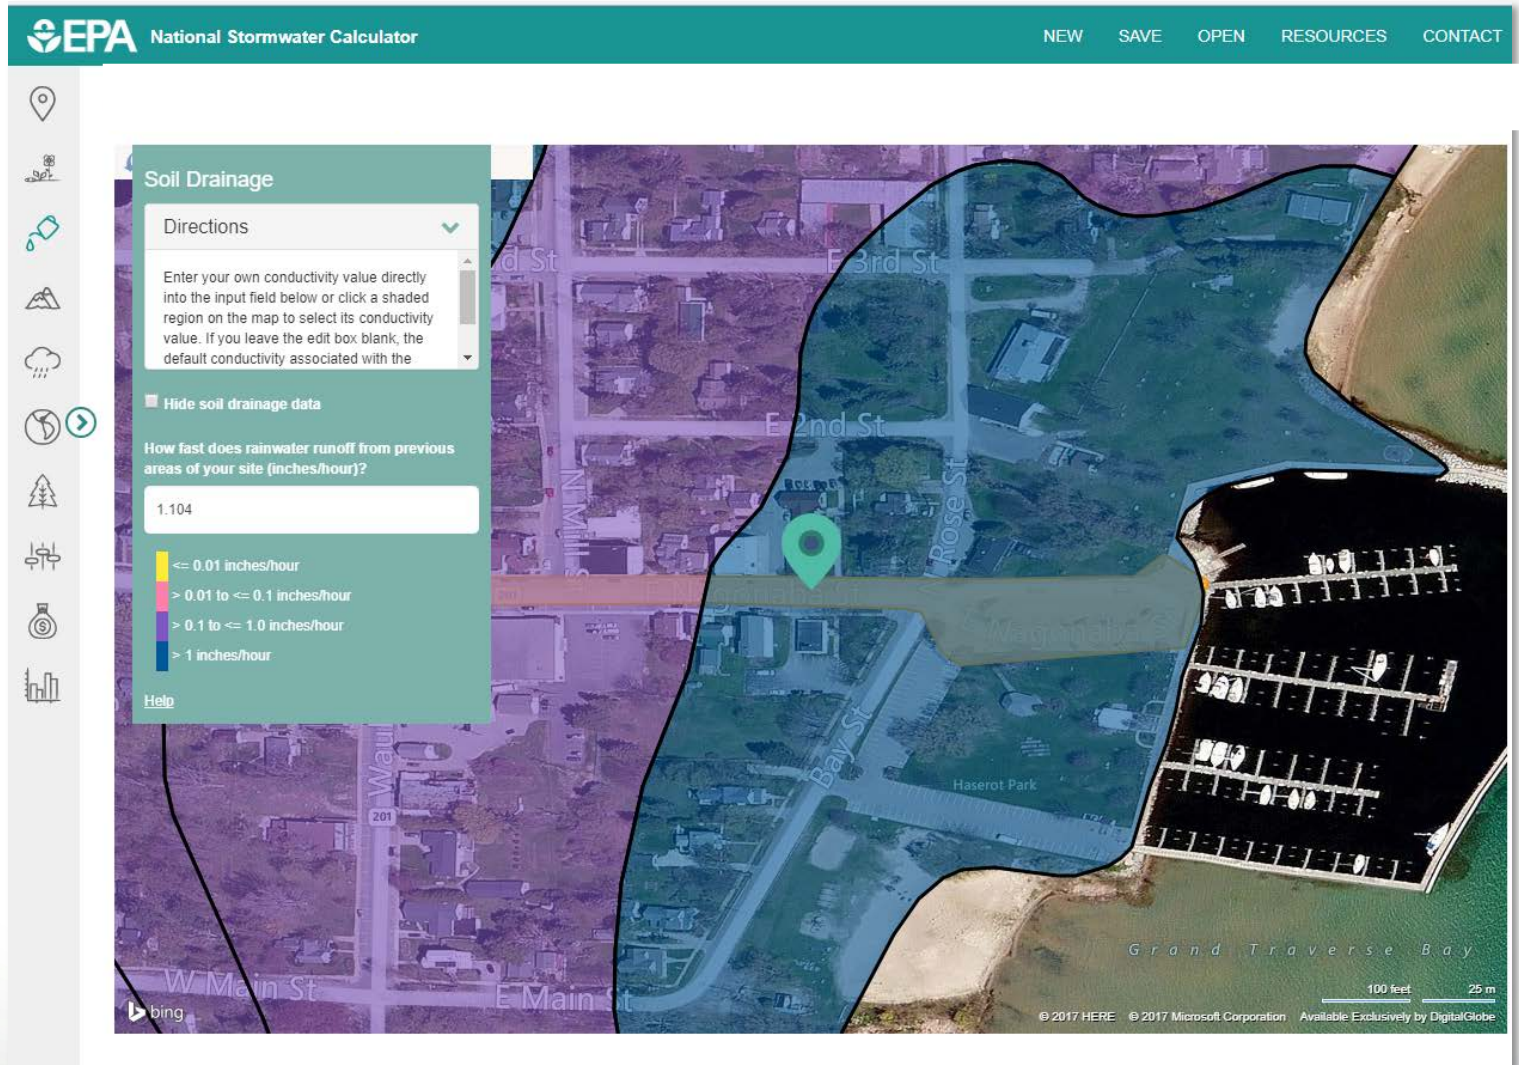 EPA National Stormwater Calculator
NEW SAVE OPEN RESOURCES CONTACT
Soil Drainage
Directions
Enter your own conductivity value directly
into the input field below or click a shaded
region on the map to select its conductivity
value. If you leave the edit box blank, the
default conductivity associated with the
Hide soil drainage data
How fast does rainwater runoff from previous
areas of your site (inches/hour)?
1.104
<= 0.01 inches/hour
> 0.01 to <= 0.1 inches/hour
> 0.1 to <= 1.0 inches/hour
> 1 inches/hour
Help
d St
E 3rd St
E 2nd St
Rose St
N Mill S
201
Bay St
Haserot Park
Wau
201
W Main St
E Main St
Grand Traverse Bay
bing
100 feet 25 m
© 2017 HERE © 2017 Microsoft Corporation Available Exclusively by DigitalGlobe